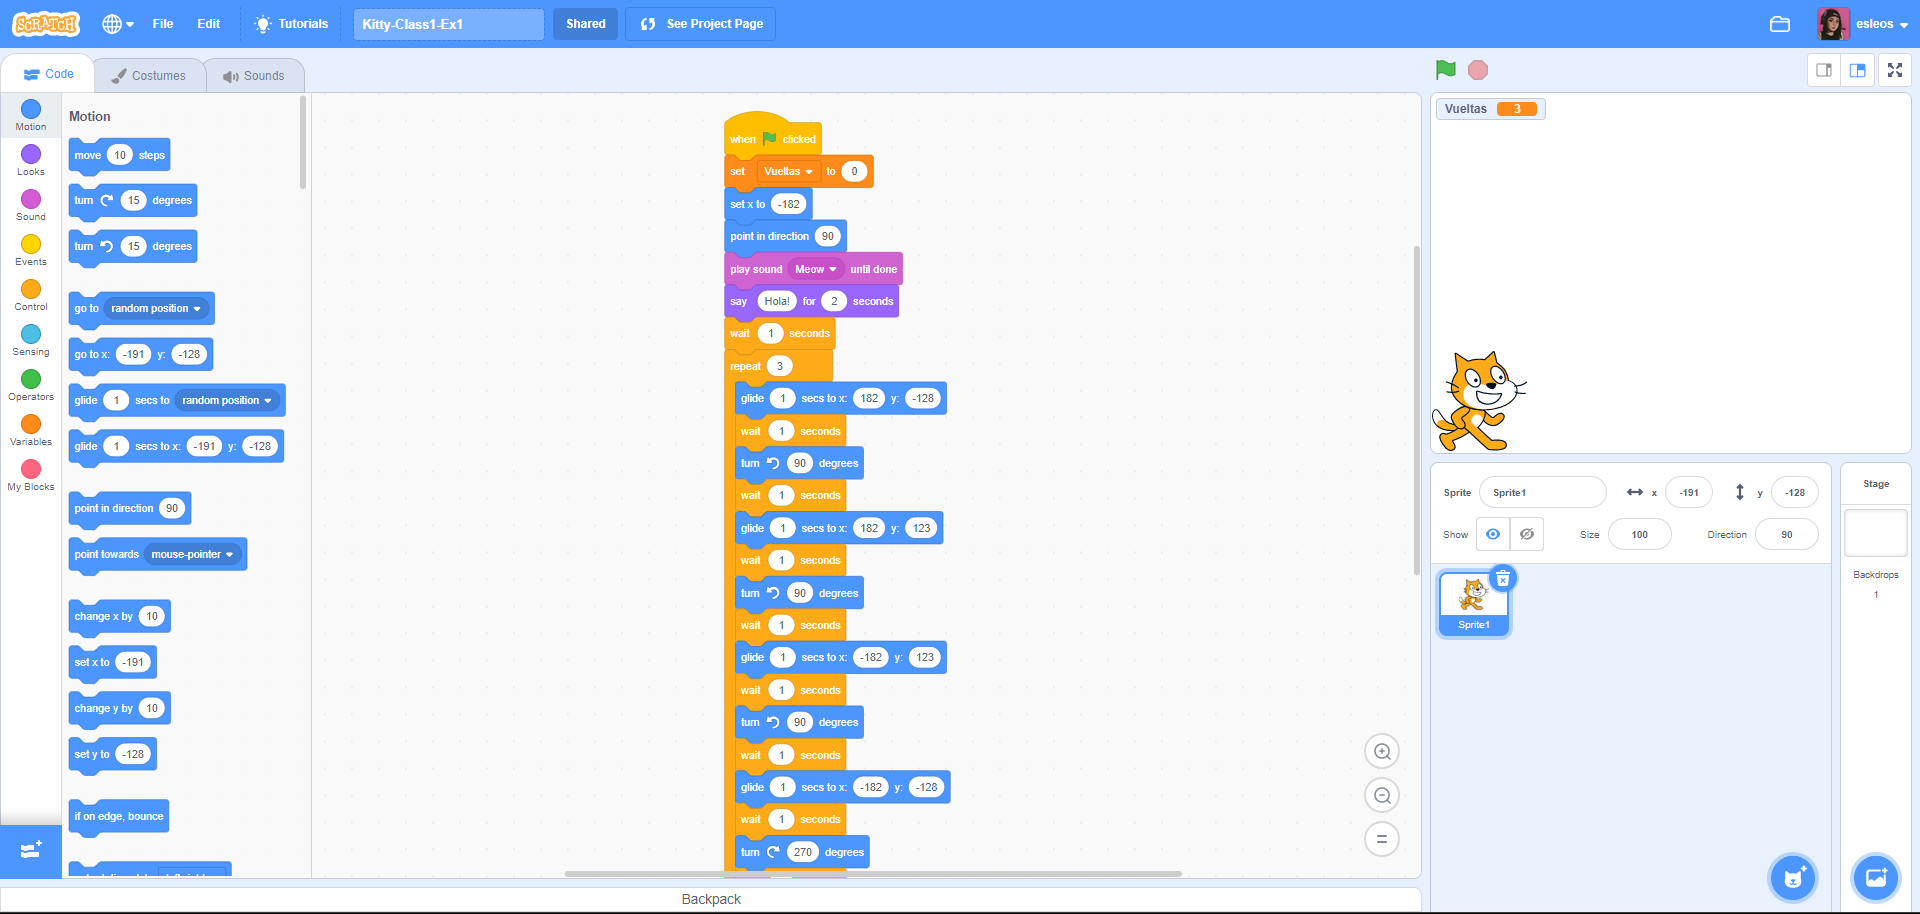 SCRATCH File Edit Tutorials Kitty-Class1-Ex1 Shared See Project Page esleos
Code Costumes Sounds
Motion
Looks
Sound
Events
Control
Sensing
Operators
Variables
My Blocks
Motion
move 10 steps
turn 15 degrees
turn 15 degrees
go to random position
go to x: -191 y: -128
glide 1 secs to random position
glide 1 secs to x: -191 y: -128
point in direction 90
point towards mouse-pointer
change x by 10
set x to -191
change y by 10
set y to -128
if on edge, bounce
when clicked
set Vueltas to 0
set x to -182
point in direction 90
play sound Meow until done
say Hola! for 2 seconds
wait 1 seconds
repeat 3
glide 1 secs to x: 182 y: -128
wait 1 seconds
turn 90 degrees
wait 1 seconds
glide 1 secs to x: 182 y: 123
wait 1 seconds
turn 90 degrees
wait 1 seconds
glide 1 secs to x: -182 y: 123
wait 1 seconds
turn 90 degrees
wait 1 seconds
glide 1 secs to x: -182 y: -128
wait 1 seconds
turn 270 degrees
Backpack
Vueltas 3
Sprite Sprite1 x -191 y -128
Show Size 100 Direction 90
Sprite1
Stage
Backdrops
1